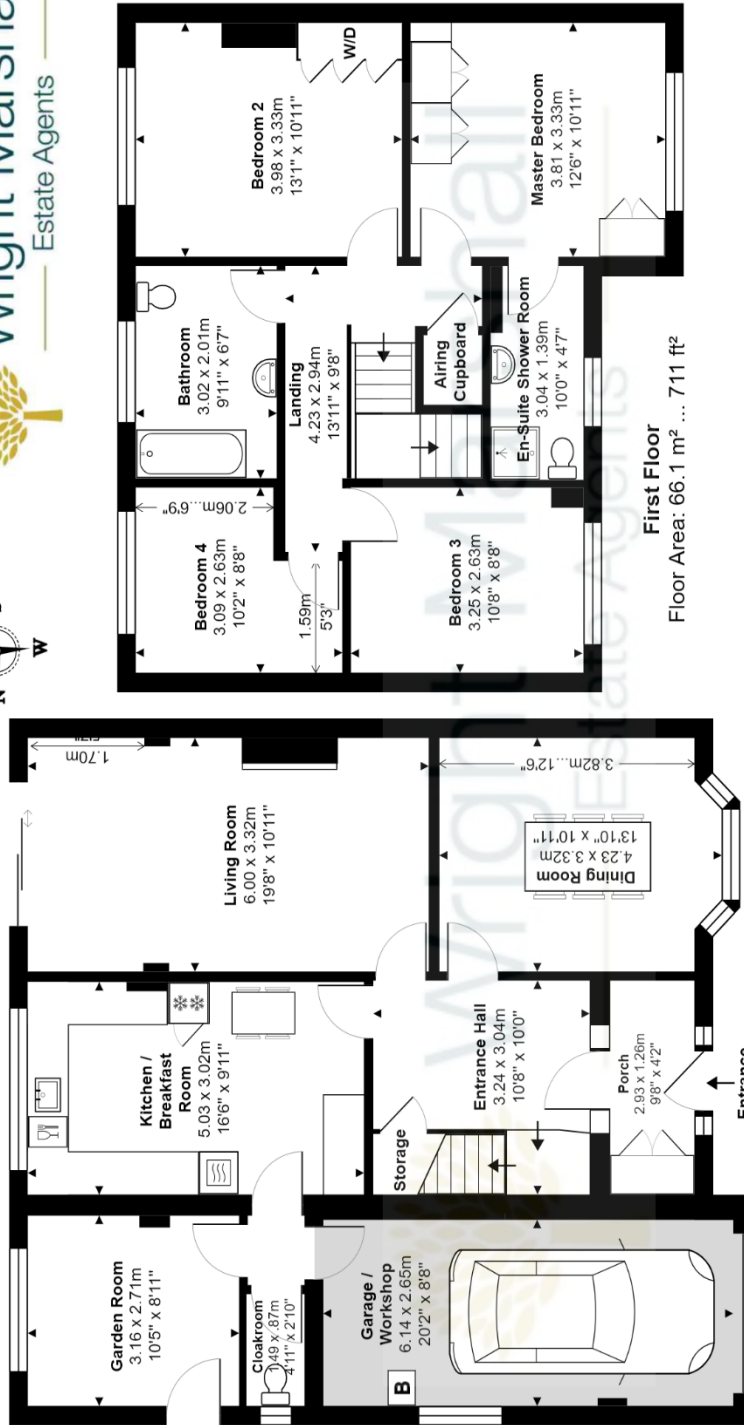 Wright Marsha
Estate Agents
N
W
Garden Room
3.16 x 2.71m
10'5" x 8'11"
Kitchen /
Breakfast
Room
5.03 x 3.02m
16'6" x 9'11"
Living Room
6.00 x 3.32m
19'8" x 10'11"
1.70m
Cloakroom
1.49 x .87m
4'11" x 2'10"
Garage /
Workshop
6.14 x 2.65m
20'2" x 8'8"
B
Storage
Entrance Hall
3.24 x 3.04m
10'8" x 10'0"
Porch
2.93 x 1.26m
9'8" x 4'2"
Entrance
Dining Room
4.23 x 3.32m
13'10" x 10'11"
3.82m...12'6"
Bedroom 4
3.09 x 2.63m
10'2" x 8'8"
2.06m...6'9"
1.59m
5'3"
Bathroom
3.02 x 2.01m
9'11" x 6'7"
Bedroom 2
3.98 x 3.33m
13'1" x 10'11"
W/D
Landing
4.23 x 2.94m
13'11" x 9'8"
Bedroom 3
3.25 x 2.63m
10'8" x 8'8"
Airing
Cupboard
En-Suite Shower Room
3.04 x 1.39m
10'0" x 4'7"
Master Bedroom
3.81 x 3.33m
12'6" x 10'11"
First Floor
Floor Area: 66.1 m² ... 711 ft²
Wright Marshall
Estate Agents